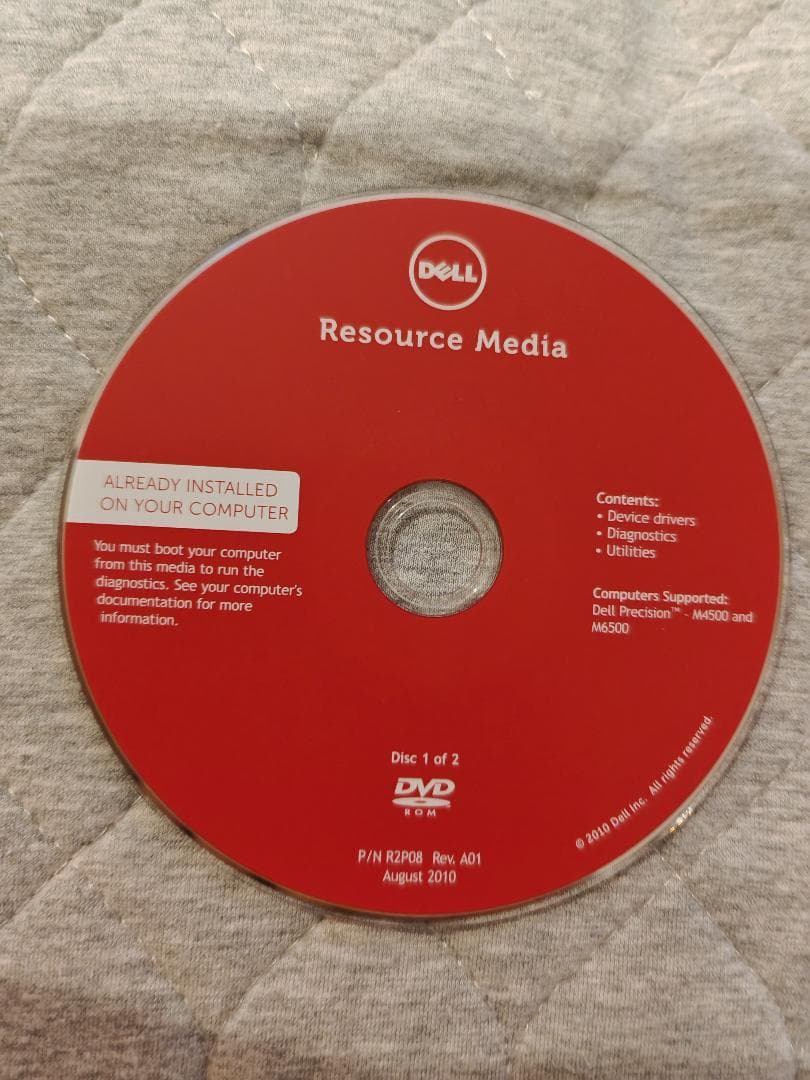 DELL
Resource Media
ALREADY INSTALLED
ON YOUR COMPUTER
You must boot your computer
from this media to run the
diagnostics. See your computer's
documentation for more
information.
Contents:
• Device drivers
• Diagnostics
• Utilities
Computers Supported:
Dell Precision™ - M4500 and
M6500
Disc 1 of 2
DVD
ROM
P/N R2P08 Rev. A01
August 2010
© 2010 Dell Inc. All rights reserved.